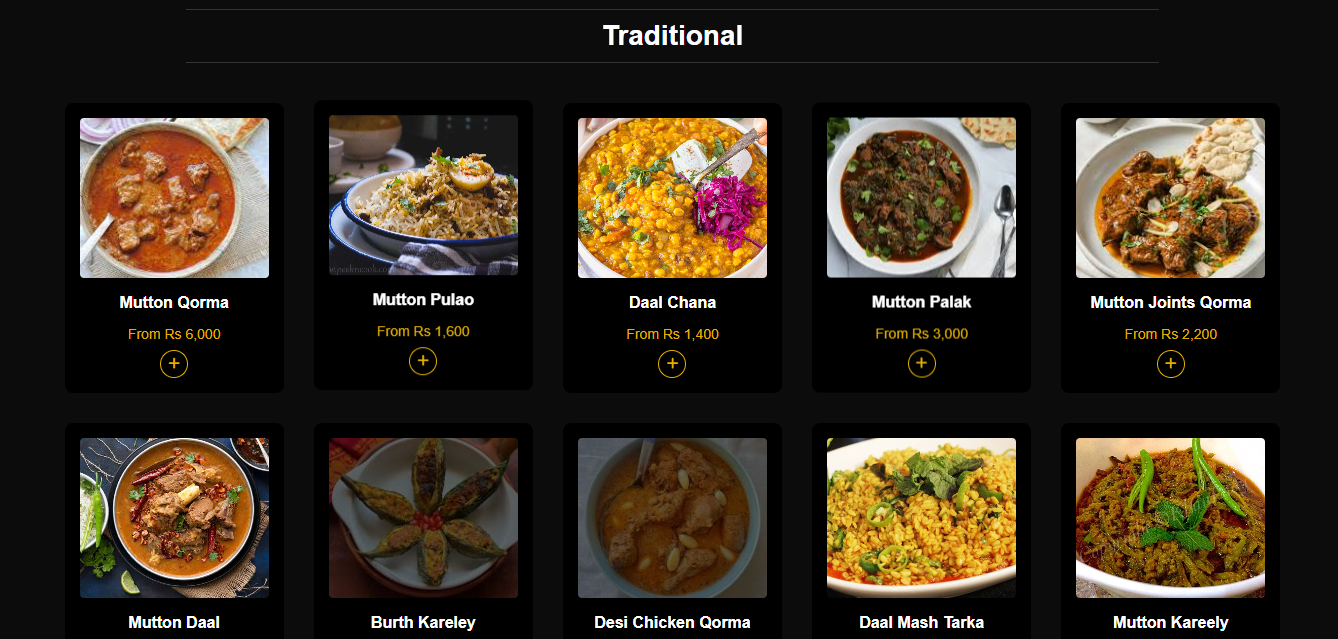 Traditional
Mutton Qorma
From Rs 6,000
+
Mutton Pulao
From Rs 1,600
+
Daal Chana
From Rs 1,400
+
Mutton Palak
From Rs 3,000
+
Mutton Joints Qorma
From Rs 2,200
+
Mutton Daal
Burth Kareley
Desi Chicken Qorma
Daal Mash Tarka
Mutton Kareely